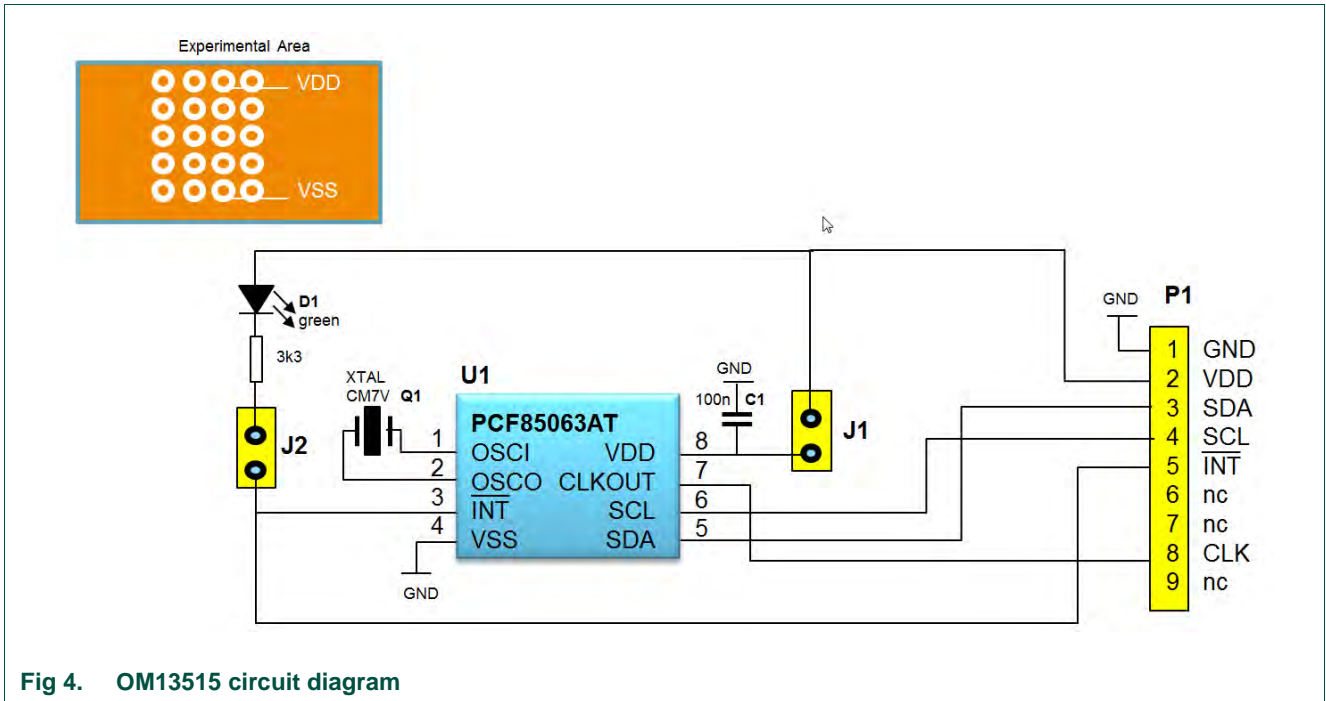 Experimental Area
VDD
VSS
D1
green
3k3
J2
XTAL
CM7V Q1
U1
PCF85063AT
1 OSCI VDD 8
2 OSCO CLKOUT 7
3 INT SCL 6
4 VSS SDA 5
GND
GND
100n C1
J1
GND P1
1 GND
2 VDD
3 SDA
4 SCL
5 INT
6 nc
7 nc
8 CLK
9 nc
Fig 4. OM13515 circuit diagram